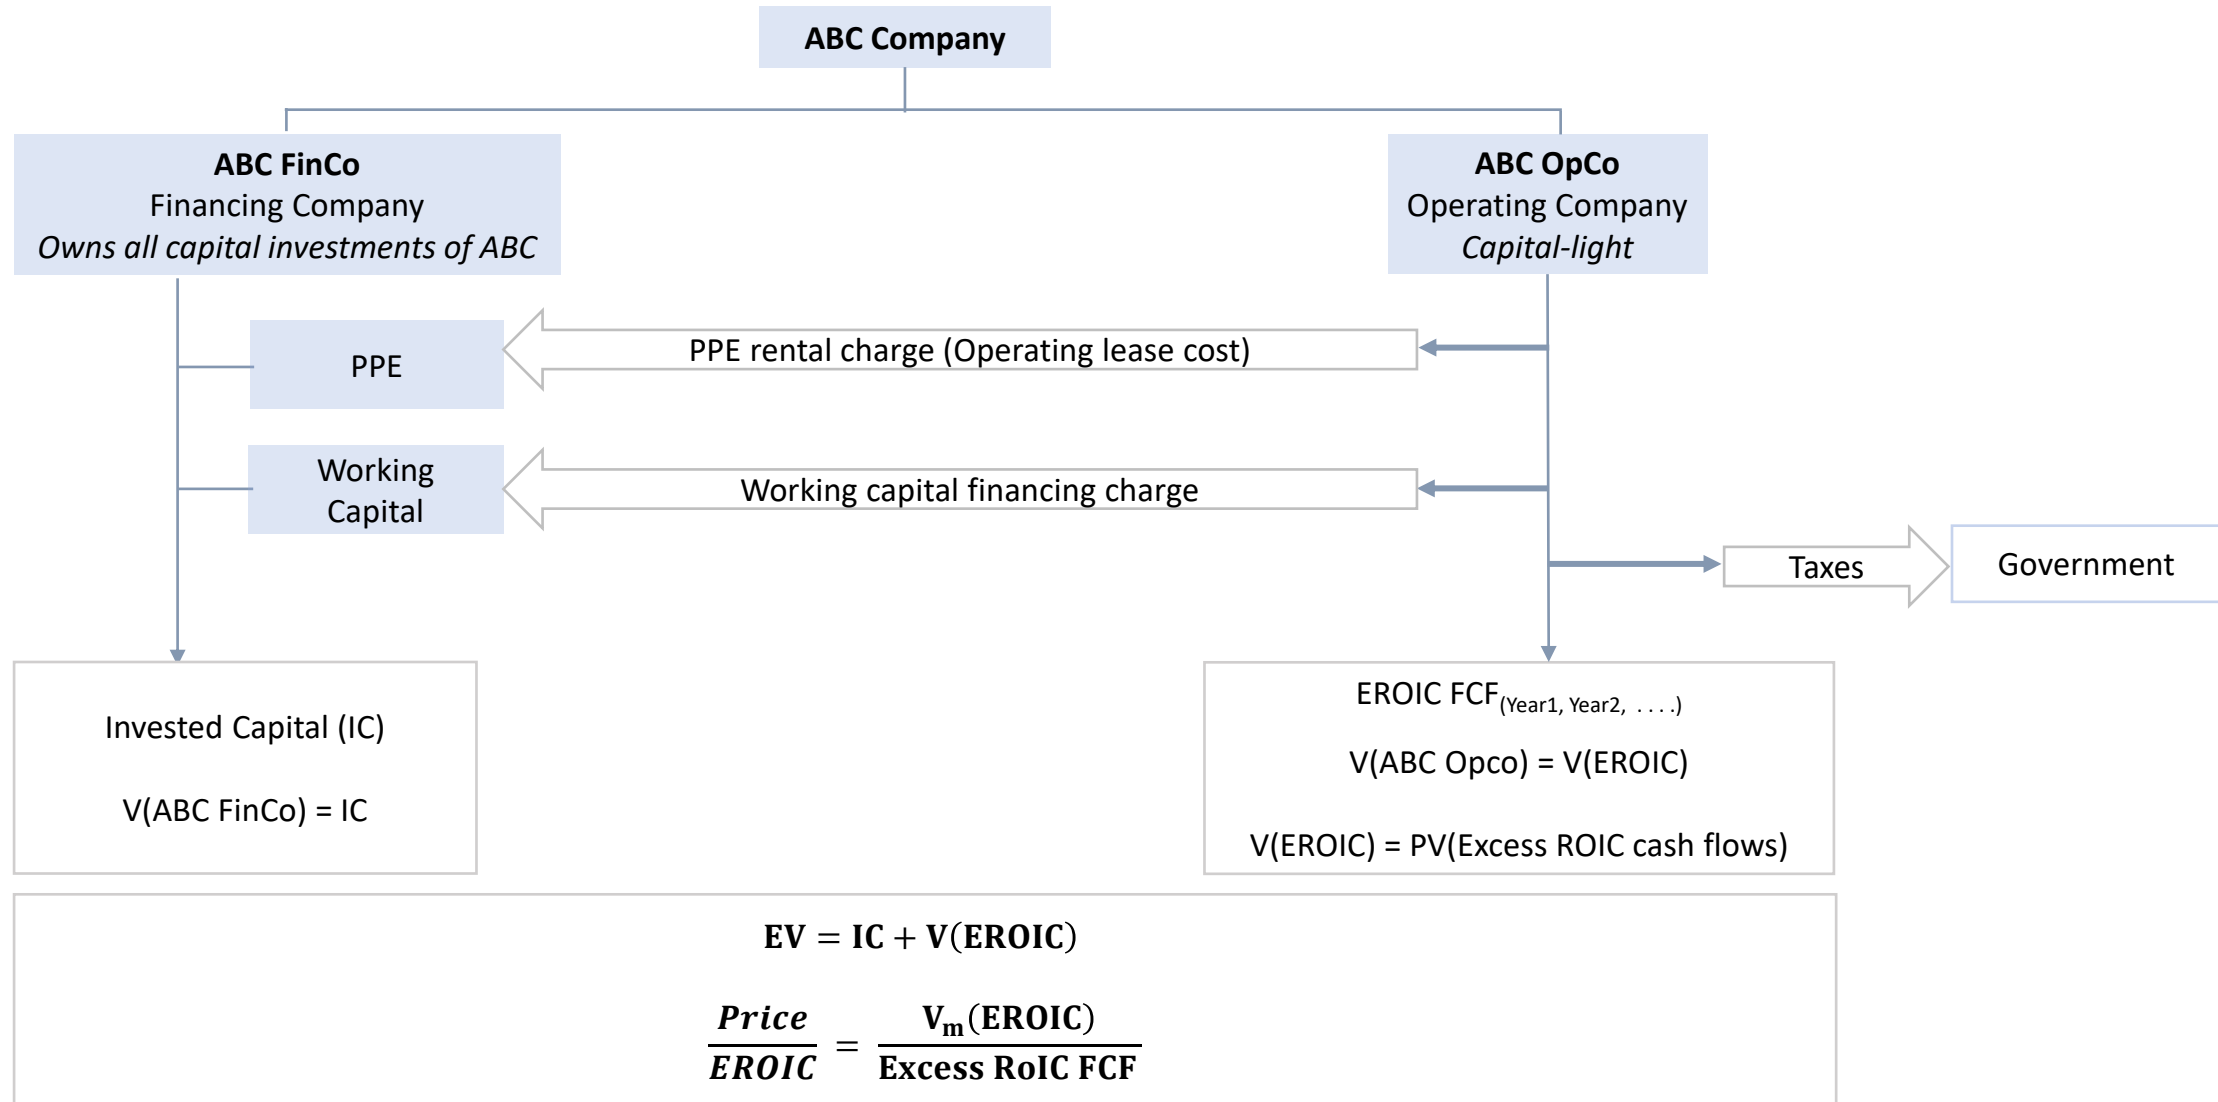 ABC Company
ABC FinCo
Financing Company
Owns all capital investments of ABC
ABC OpCo
Operating Company
Capital-light
PPE
PPE rental charge (Operating lease cost)
Working
Capital
Working capital financing charge
Taxes
Government
Invested Capital (IC)
V(ABC FinCo) = IC
EROIC FCF(Year1, Year2, . . . .)
V(ABC Opco) = V(EROIC)
V(EROIC) = PV(Excess ROIC cash flows)
EV = IC + V(EROIC)
Price / EROIC = Vm(EROIC) / Excess RoIC FCF